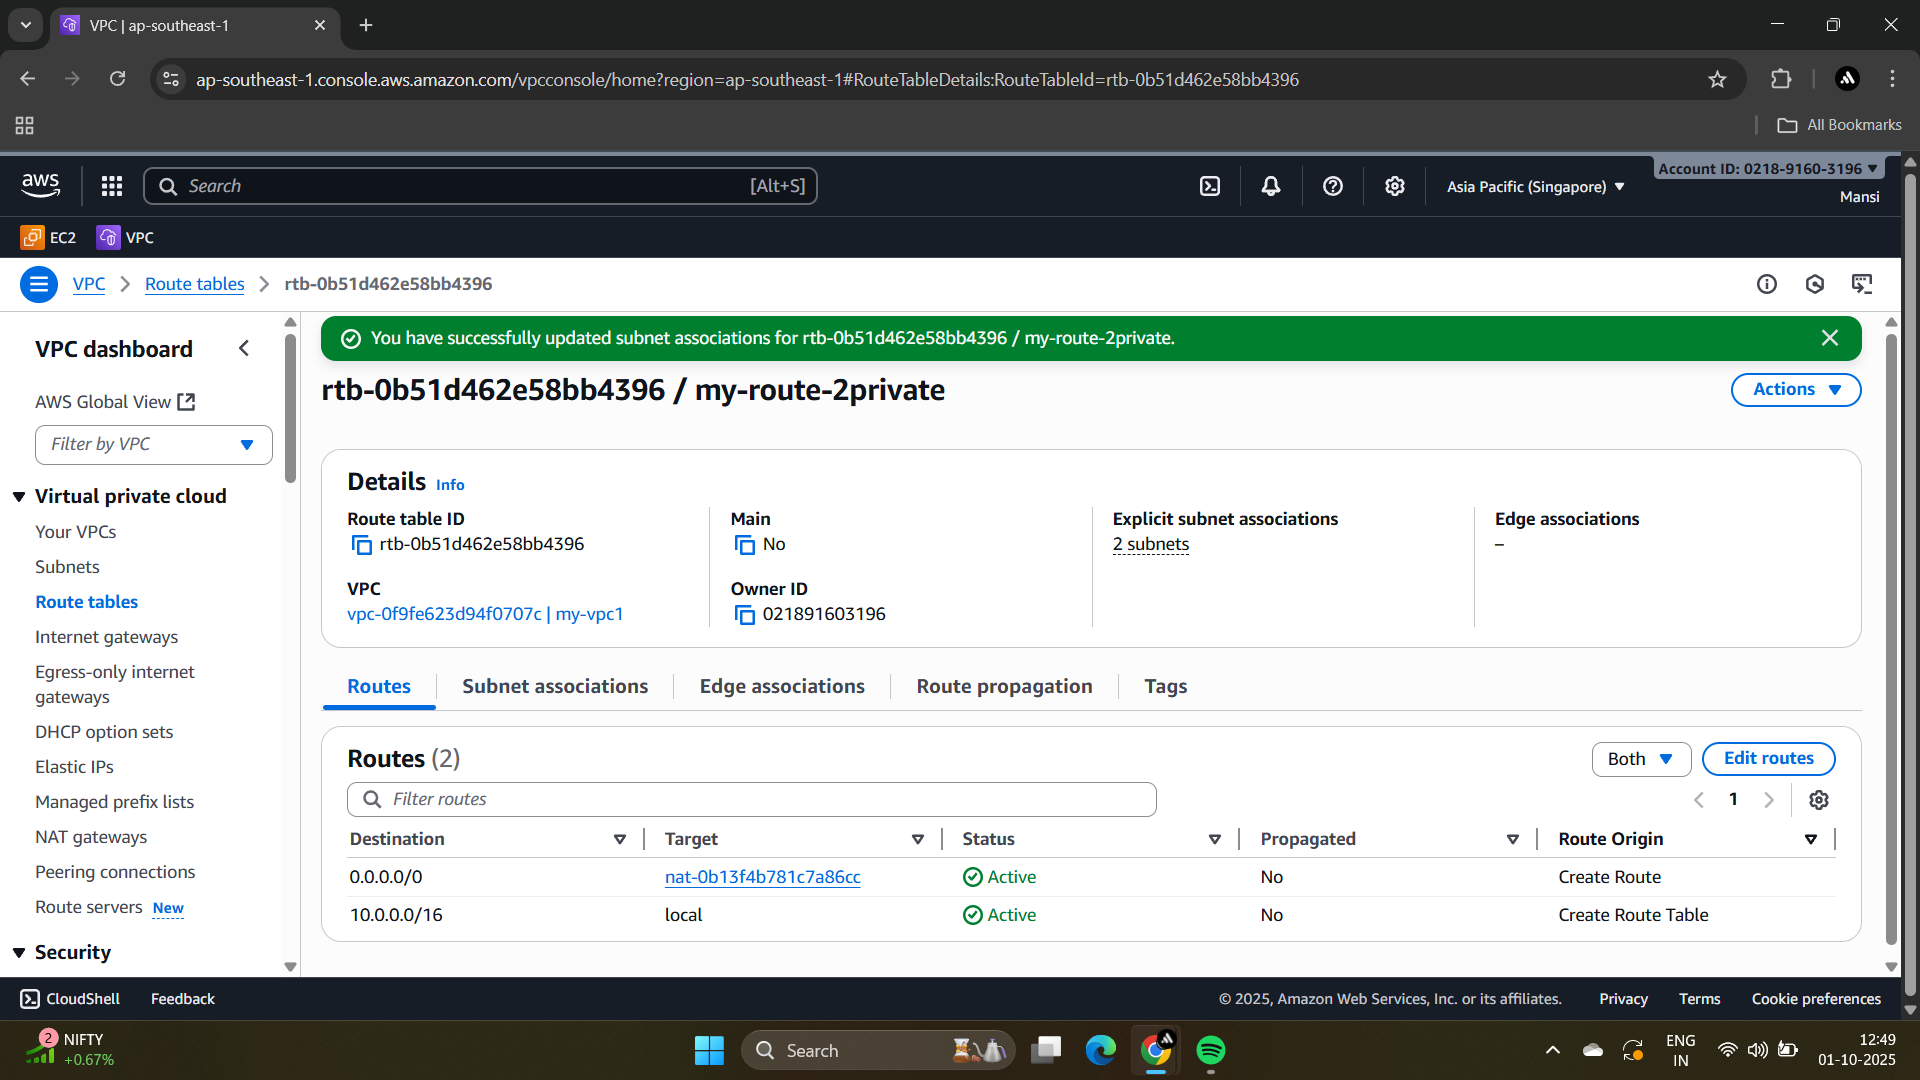 VPC | ap-southeast-1
ap-southeast-1.console.aws.amazon.com/vpcconsole/home?region=ap-southeast-1#RouteTableDetails:RouteTableId=rtb-0b51d462e58bb4396
All Bookmarks
aws
Search [Alt+S]
Asia Pacific (Singapore)
Account ID: 0218-9160-3196
Mansi
EC2 VPC
VPC Route tables rtb-0b51d462e58bb4396
VPC dashboard
AWS Global View
Filter by VPC
Virtual private cloud
Your VPCs
Subnets
Route tables
Internet gateways
Egress-only internet
gateways
DHCP option sets
Elastic IPs
Managed prefix lists
NAT gateways
Peering connections
Route servers New
Security
You have successfully updated subnet associations for rtb-0b51d462e58bb4396 / my-route-2private.
rtb-0b51d462e58bb4396 / my-route-2private
Actions
Details Info
Route table ID
rtb-0b51d462e58bb4396
Main
No
Explicit subnet associations
2 subnets
Edge associations
–
VPC
vpc-0f9fe623d94f0707c | my-vpc1
Owner ID
021891603196
Routes Subnet associations Edge associations Route propagation Tags
Routes (2)
Both Edit routes
Filter routes
1
Destination Target Status Propagated Route Origin
0.0.0.0/0 nat-0b13f4b781c7a86cc Active No Create Route
10.0.0.0/16 local Active No Create Route Table
CloudShell Feedback © 2025, Amazon Web Services, Inc. or its affiliates. Privacy Terms Cookie preferences
2
NIFTY
+0.67%
Search
ENG
IN
12:49
01-10-2025